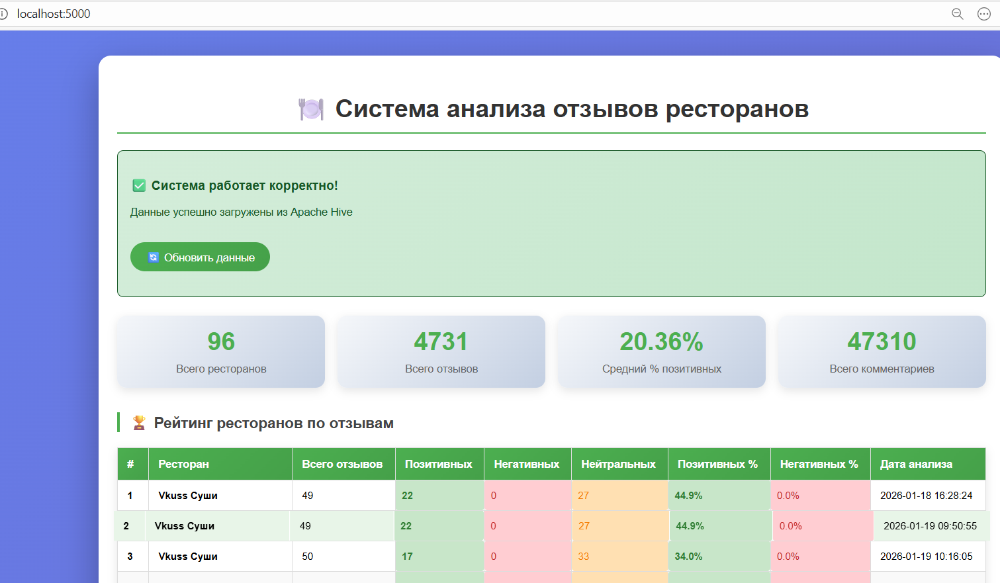 localhost:5000
Система анализа отзывов ресторанов
Система работает корректно!
Данные успешно загружены из Apache Hive
Обновить данные
96 4731 20.36% 47310
Всего ресторанов Всего отзывов Средний % позитивных Всего комментариев
Рейтинг ресторанов по отзывам
# Ресторан Всего отзывов Позитивных Негативных Нейтральных Позитивных % Негативных % Дата анализа
1 Vkuss Суши 49 22 0 27 44.9% 0.0% 2026-01-18 16:28:24
2 Vkuss Суши 49 22 0 27 44.9% 0.0% 2026-01-19 09:50:55
3 Vkuss Суши 50 17 0 33 34.0% 0.0% 2026-01-19 10:16:05